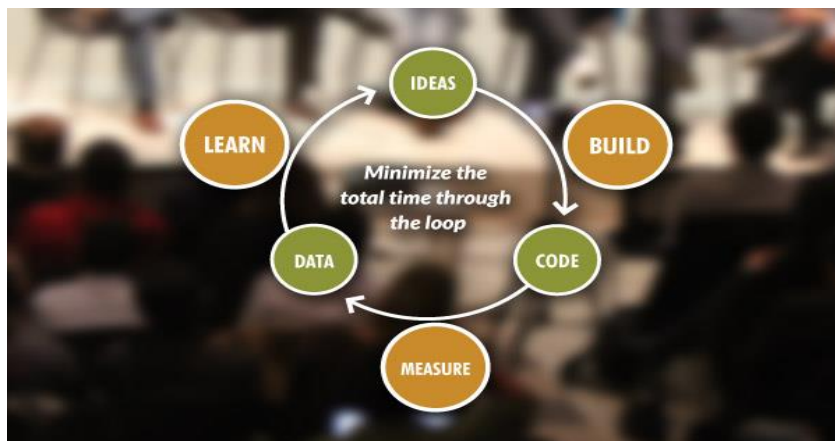 IDEAS
LEARN
BUILD
Minimize the
total time through
the loop
DATA
CODE
MEASURE